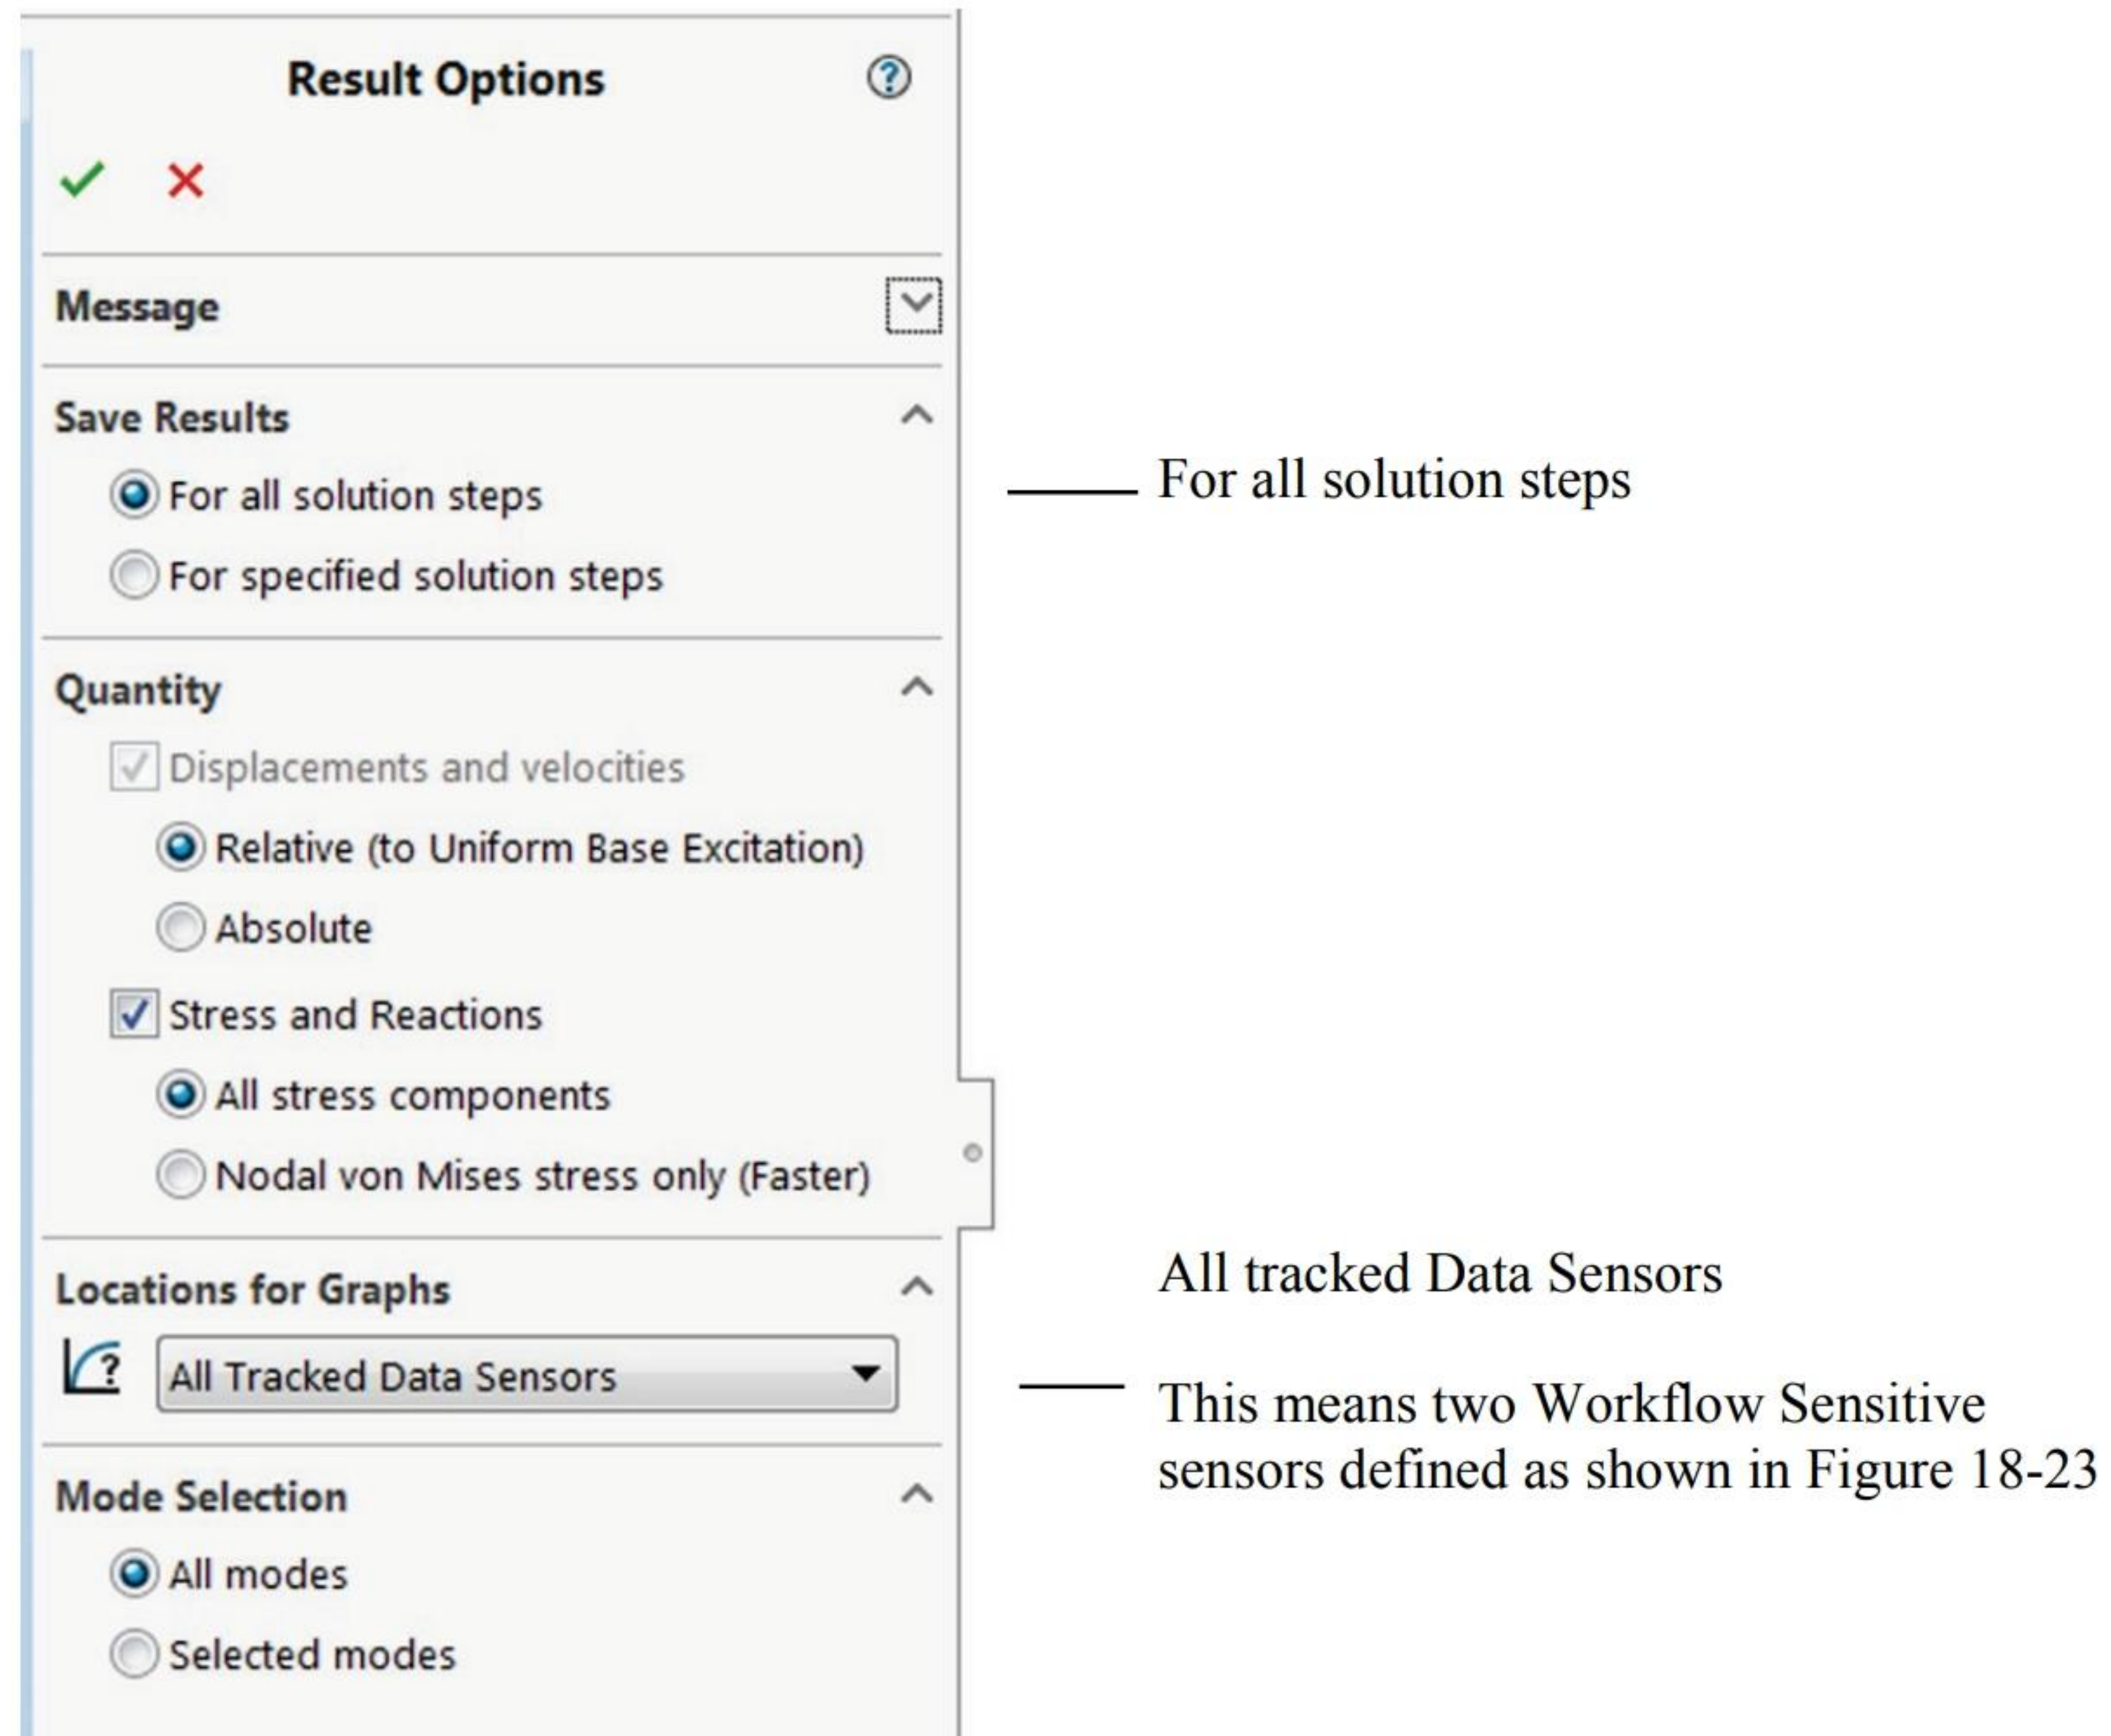 Result Options
Message
Save Results
For all solution steps
For specified solution steps
Quantity
Displacements and velocities
Relative (to Uniform Base Excitation)
Absolute
Stress and Reactions
All stress components
Nodal von Mises stress only (Faster)
Locations for Graphs
All Tracked Data Sensors
Mode Selection
All modes
Selected modes
For all solution steps
All tracked Data Sensors
This means two Workflow Sensitive
sensors defined as shown in Figure 18-23